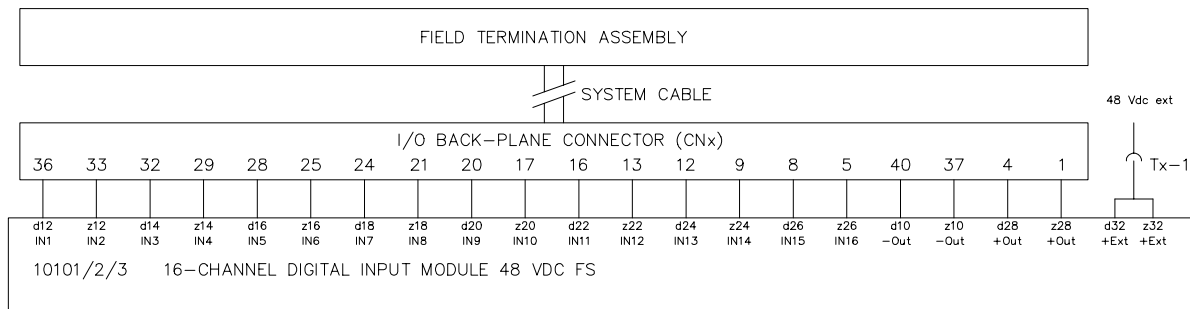 FIELD TERMINATION ASSEMBLY
SYSTEM CABLE
48 Vdc ext
I/O BACK-PLANE CONNECTOR (CNx)
36 33 32 29 28 25 24 21 20 17 16 13 12 9 8 5 40 37 4 1
Tx-1
d12 z12 d14 z14 d16 z16 d18 z18 d20 z20 d22 z22 d24 z24 d26 z26 d10 z10 d28 z28 d32 z32
IN1 IN2 IN3 IN4 IN5 IN6 IN7 IN8 IN9 IN10 IN11 IN12 IN13 IN14 IN15 IN16 -Out -Out +Out +Out +Ext +Ext
10101/2/3 16-CHANNEL DIGITAL INPUT MODULE 48 VDC FS